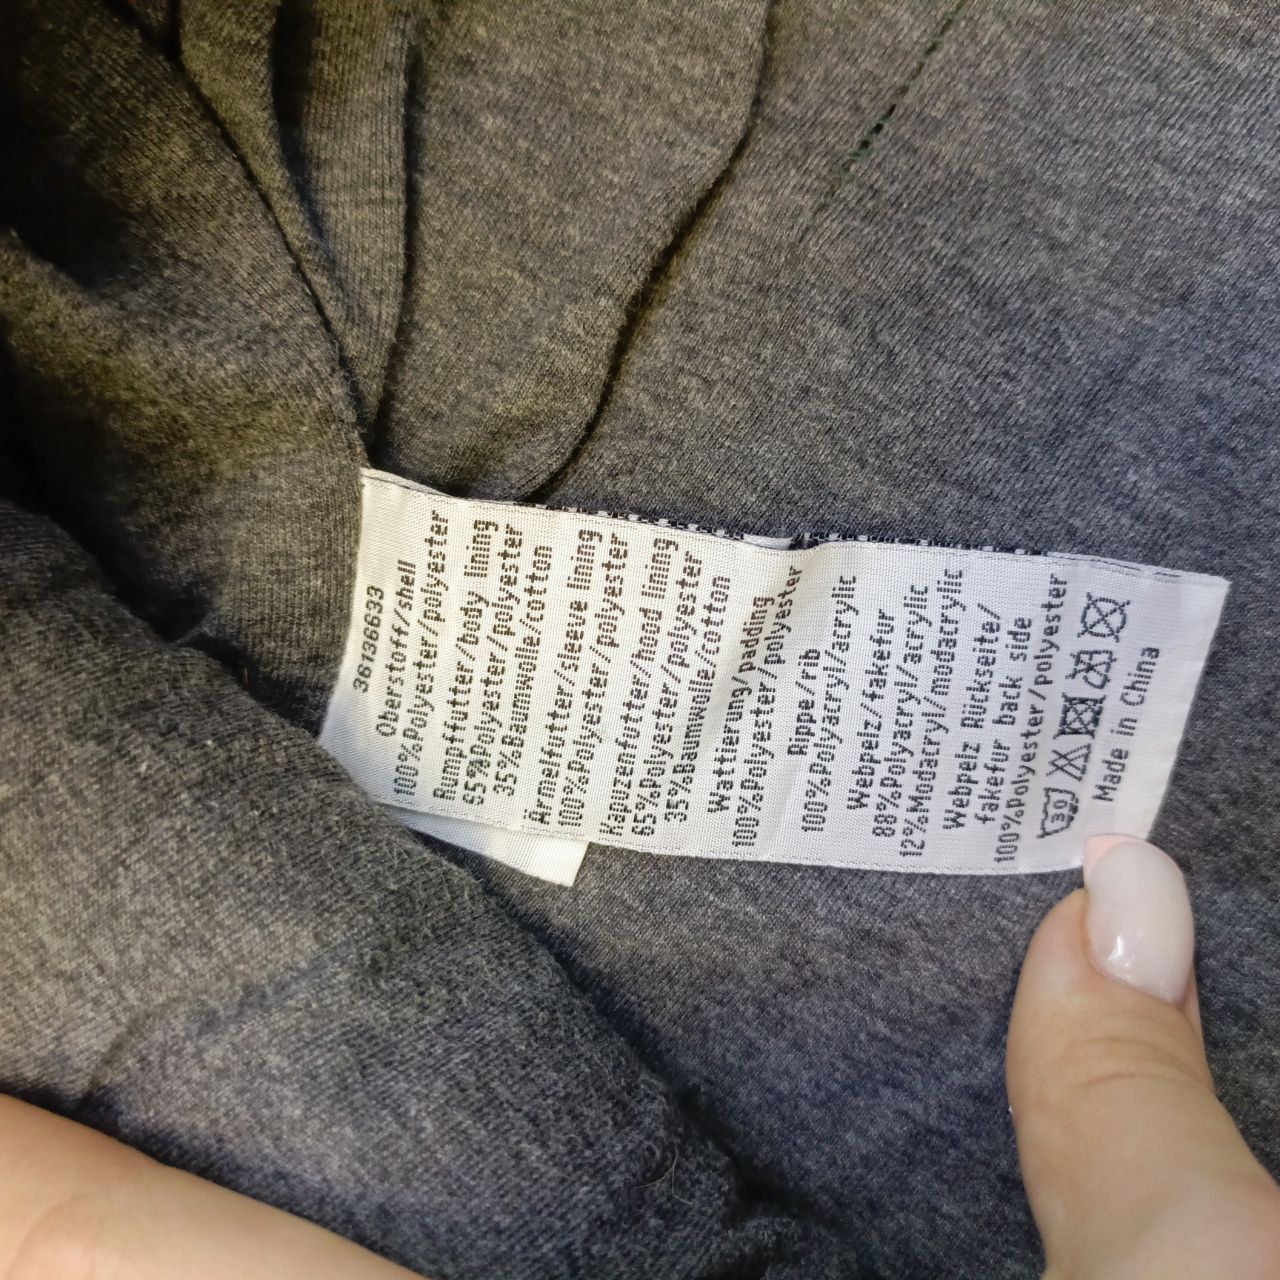 36136633
Oberstoff/shell
100%Polyester/polyester
Rumpffutter/body lining
65%Polyester/polyester
35%Baumwolle/cotton
Ärmelfutter/sleeve lining
100%Polyester/polyester
Kapuzenfutter/hood lining
65%Polyester/polyester
35%Baumwolle/cotton
Wattierung/padding
100%Polyester/polyester
Rippe/rib
100%Polyacryl/acrylic
Webpelz/fakefur
88%Polyacryl/acrylic
12%Modacryl/modacrylic
Webpelz Rückseite/
fakefur back side
100%Polyester/polyester
30
Made in China